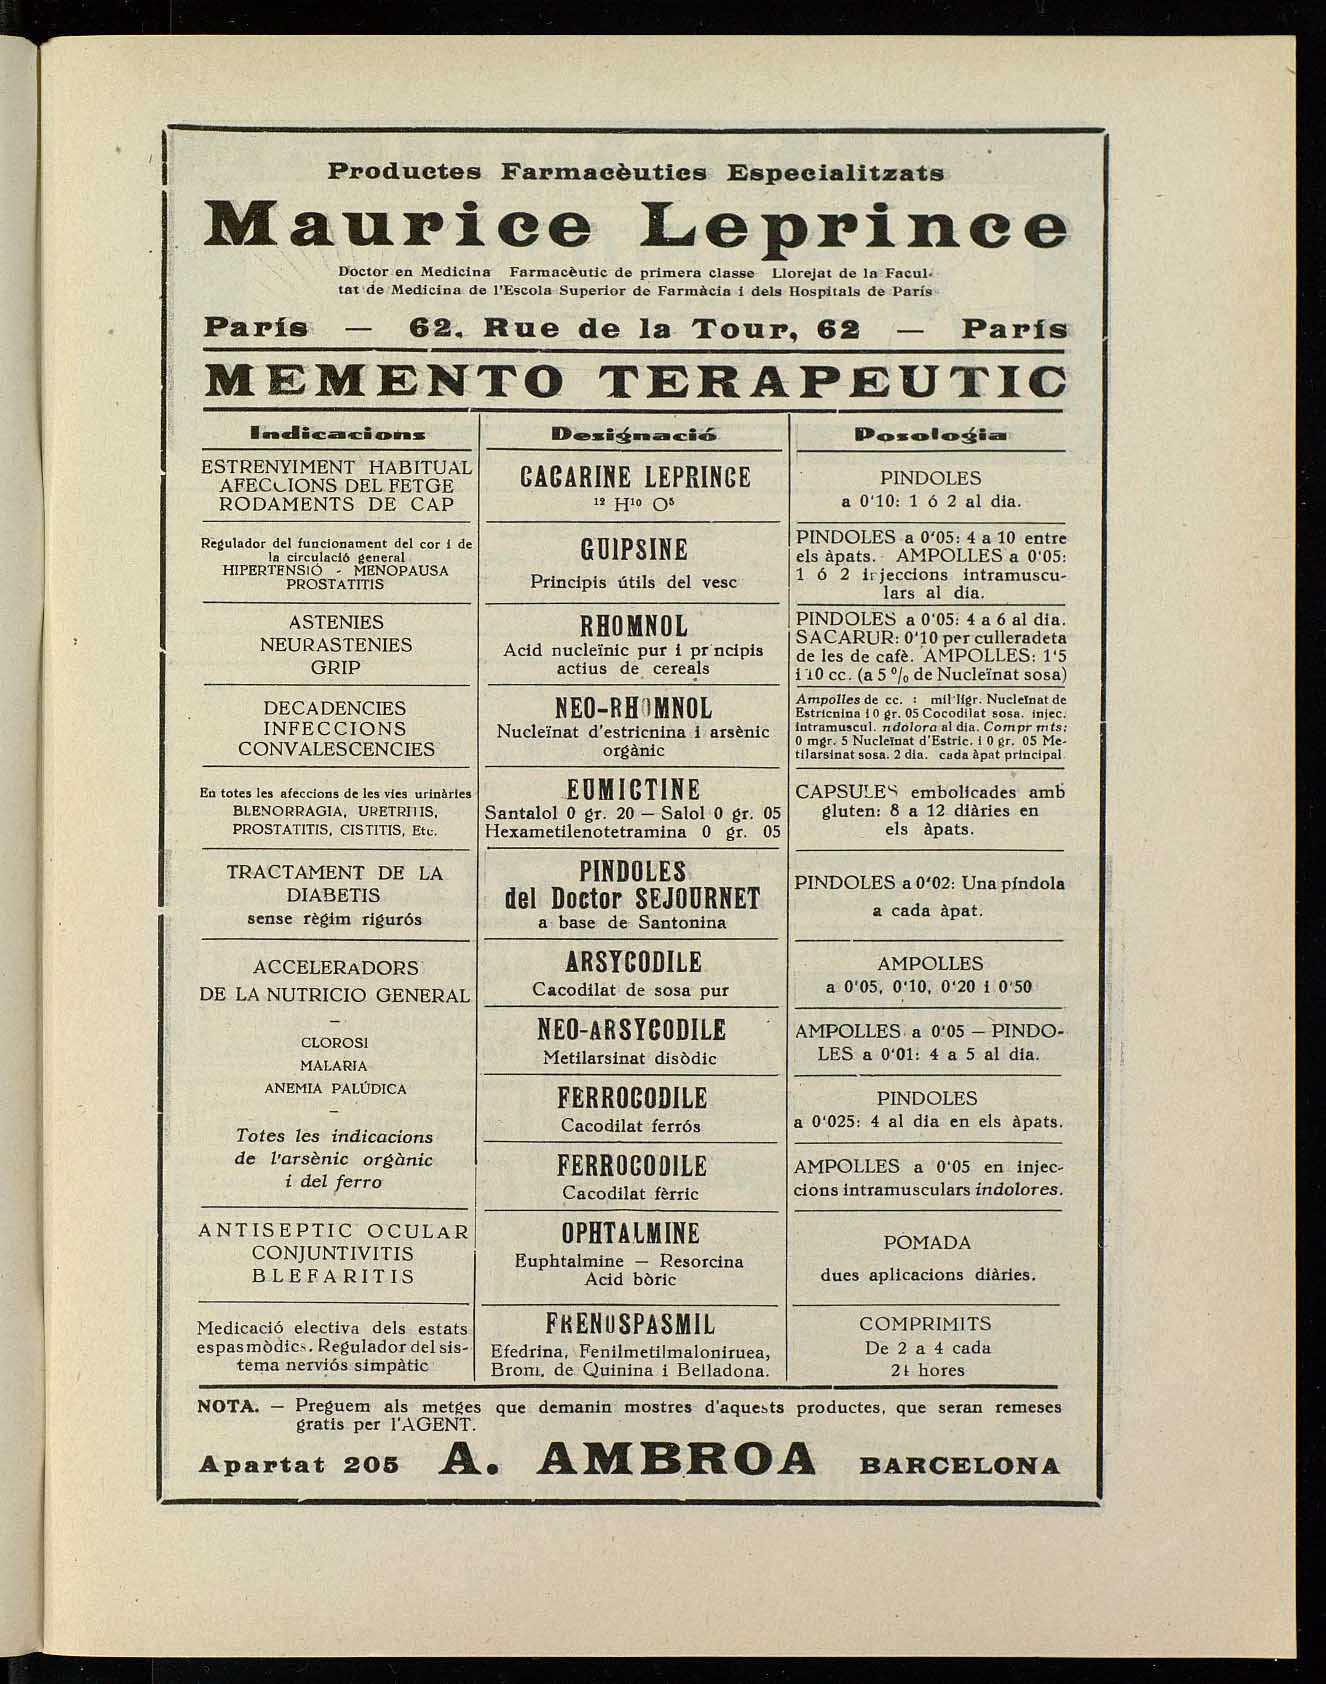 Productes Farmacèutics Especialitzats
Maurice Leprince
Doctor en Medicina Farmacèutic de primera classe Llorejat de la Facul-
tat de Medicina de l'Escola Superior de Farmàcia i dels Hospitals de París
París — 62, Rue de la Tour, 62 — París
MEMENTO TERAPEUTIC
Indicacions
Designació
Posologia
ESTRENYIMENT HABITUAL
AFECCIONS DEL FETGE
RODAMENTS DE CAP
CACARINE LEPRINCE
¹² H¹⁰ O⁵
PINDOLES
a 0'10: 1 ó 2 al dia.
Regulador del funcionament del cor i de
la circulació general
HIPERTENSIÓ - MENOPAUSA
PROSTATITIS
GUIPSINE
Principis útils del vesc
PINDOLES a 0'05: 4 a 10 entre
els àpats. AMPOLLES a 0'05:
1 ó 2 injeccions intramuscu-
lars al dia.
ASTENIES
NEURASTENIES
GRIP
RHOMNOL
Acid nucleïnic pur i principis
actius de cereals
PINDOLES a 0'05: 4 a 6 al dia.
SACARUR: 0'10 per culleradeta
de les de cafè. AMPOLLES: 1'5
i 10 cc. (a 5 % de Nucleïnat sosa)
DECADENCIES
INFECCIONS
CONVALESCENCIES
NEO-RHOMNOL
Nucleïnat d'estricnina i arsènic
orgànic
Ampolles de cc. : mil·lígr. Nucleïnat de
Estricnina i 0 gr. 05 Cocodilat sosa. injec.
intramuscul. ndolora al dia. Compr mts:
0 mgr. 5 Nucleïnat d'Estric. i 0 gr. 05 Me-
tilarsinat sosa. 2 dia. cada àpat principal
En totes les afeccions de les vies urinàries
BLENORRAGIA, URETRITIS,
PROSTATITIS, CISTITIS, Etc.
EUMICTINE
Santalol 0 gr. 20 — Salol 0 gr. 05
Hexametilenotetramina 0 gr. 05
CAPSULES embolicades amb
gluten: 8 a 12 diàries en
els àpats.
TRACTAMENT DE LA
DIABETIS
sense règim rigurós
PINDOLES
del Doctor SEJOURNET
a base de Santonina
PINDOLES a 0'02: Una píndola
a cada àpat.
ACCELERADORS
DE LA NUTRICIO GENERAL
—
CLOROSI
MALARIA
ANEMIA PALÚDICA
—
Totes les indicacions
de l'arsènic orgànic
i del ferro
ARSYCODILE
Cacodilat de sosa pur
AMPOLLES
a 0'05, 0'10, 0'20 i 0'50
NEO-ARSYCODILE
Metilarsinat disòdic
AMPOLLES a 0'05 — PINDO-
LES a 0'01: 4 a 5 al dia.
FERROCODILE
Cacodilat ferrós
PINDOLES
a 0'025: 4 al dia en els àpats.
FERROCODILE
Cacodilat fèrric
AMPOLLES a 0'05 en injec-
cions intramusculars indolores.
ANTISEPTIC OCULAR
CONJUNTIVITIS
BLEFARITIS
OPHTALMINE
Euphtalmine — Resorcina
Acid bòric
POMADA
dues aplicacions diàries.
Medicació electiva dels estats
espasmòdics. Regulador del sis-
tema nerviós simpàtic
FRENOSPASMIL
Efedrina, Fenilmetilmaloniruea,
Brom. de Quinina i Belladona.
COMPRIMITS
De 2 a 4 cada
24 hores
NOTA. — Preguem als metges que demanin mostres d'aquests productes, que seran remeses
gratis per l'AGENT.
Apartat 205 A. AMBROA BARCELONA